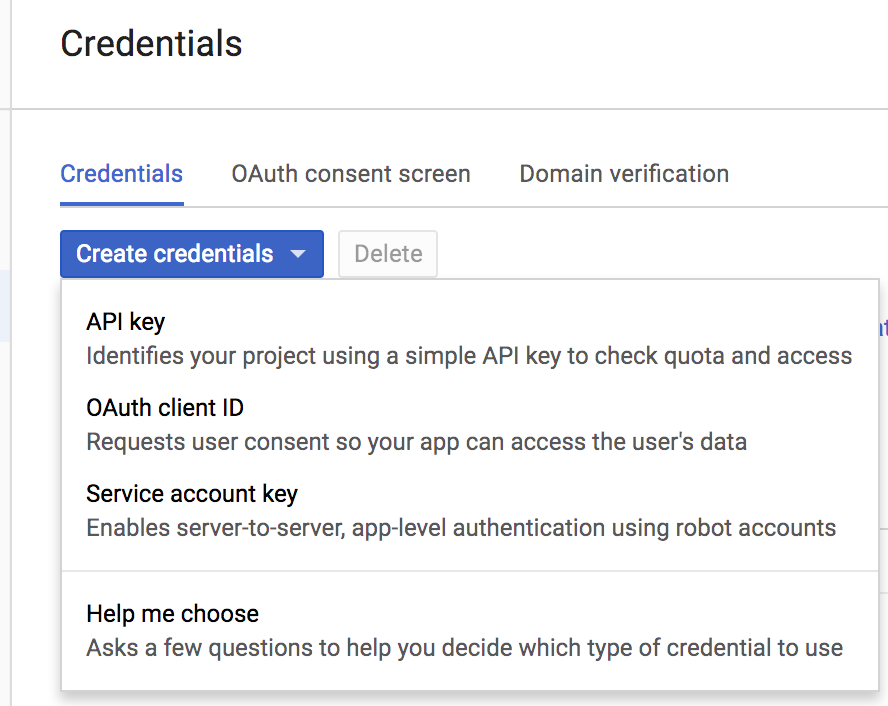 Credentials
Credentials OAuth consent screen Domain verification
Create credentials Delete
API key
Identifies your project using a simple API key to check quota and access
OAuth client ID
Requests user consent so your app can access the user's data
Service account key
Enables server-to-server, app-level authentication using robot accounts
Help me choose
Asks a few questions to help you decide which type of credential to use